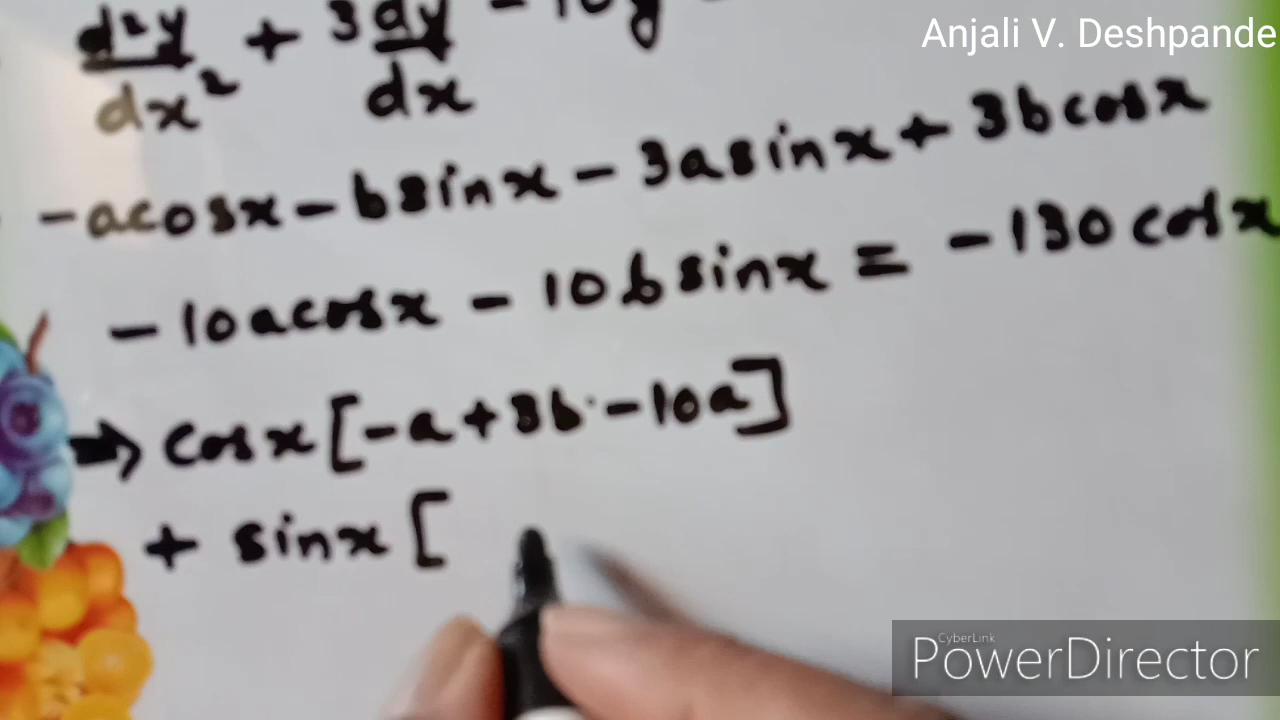 d²y/dx² + 3 dy/dx - 10y
Anjali V. Deshpande
-acosx - bsinx - 3asinx + 3bcosx
-10acosx - 10bsinx = -130cosx
⇒ cosx[-a+3b-10a]
+ sinx[
CyberLink
PowerDirector